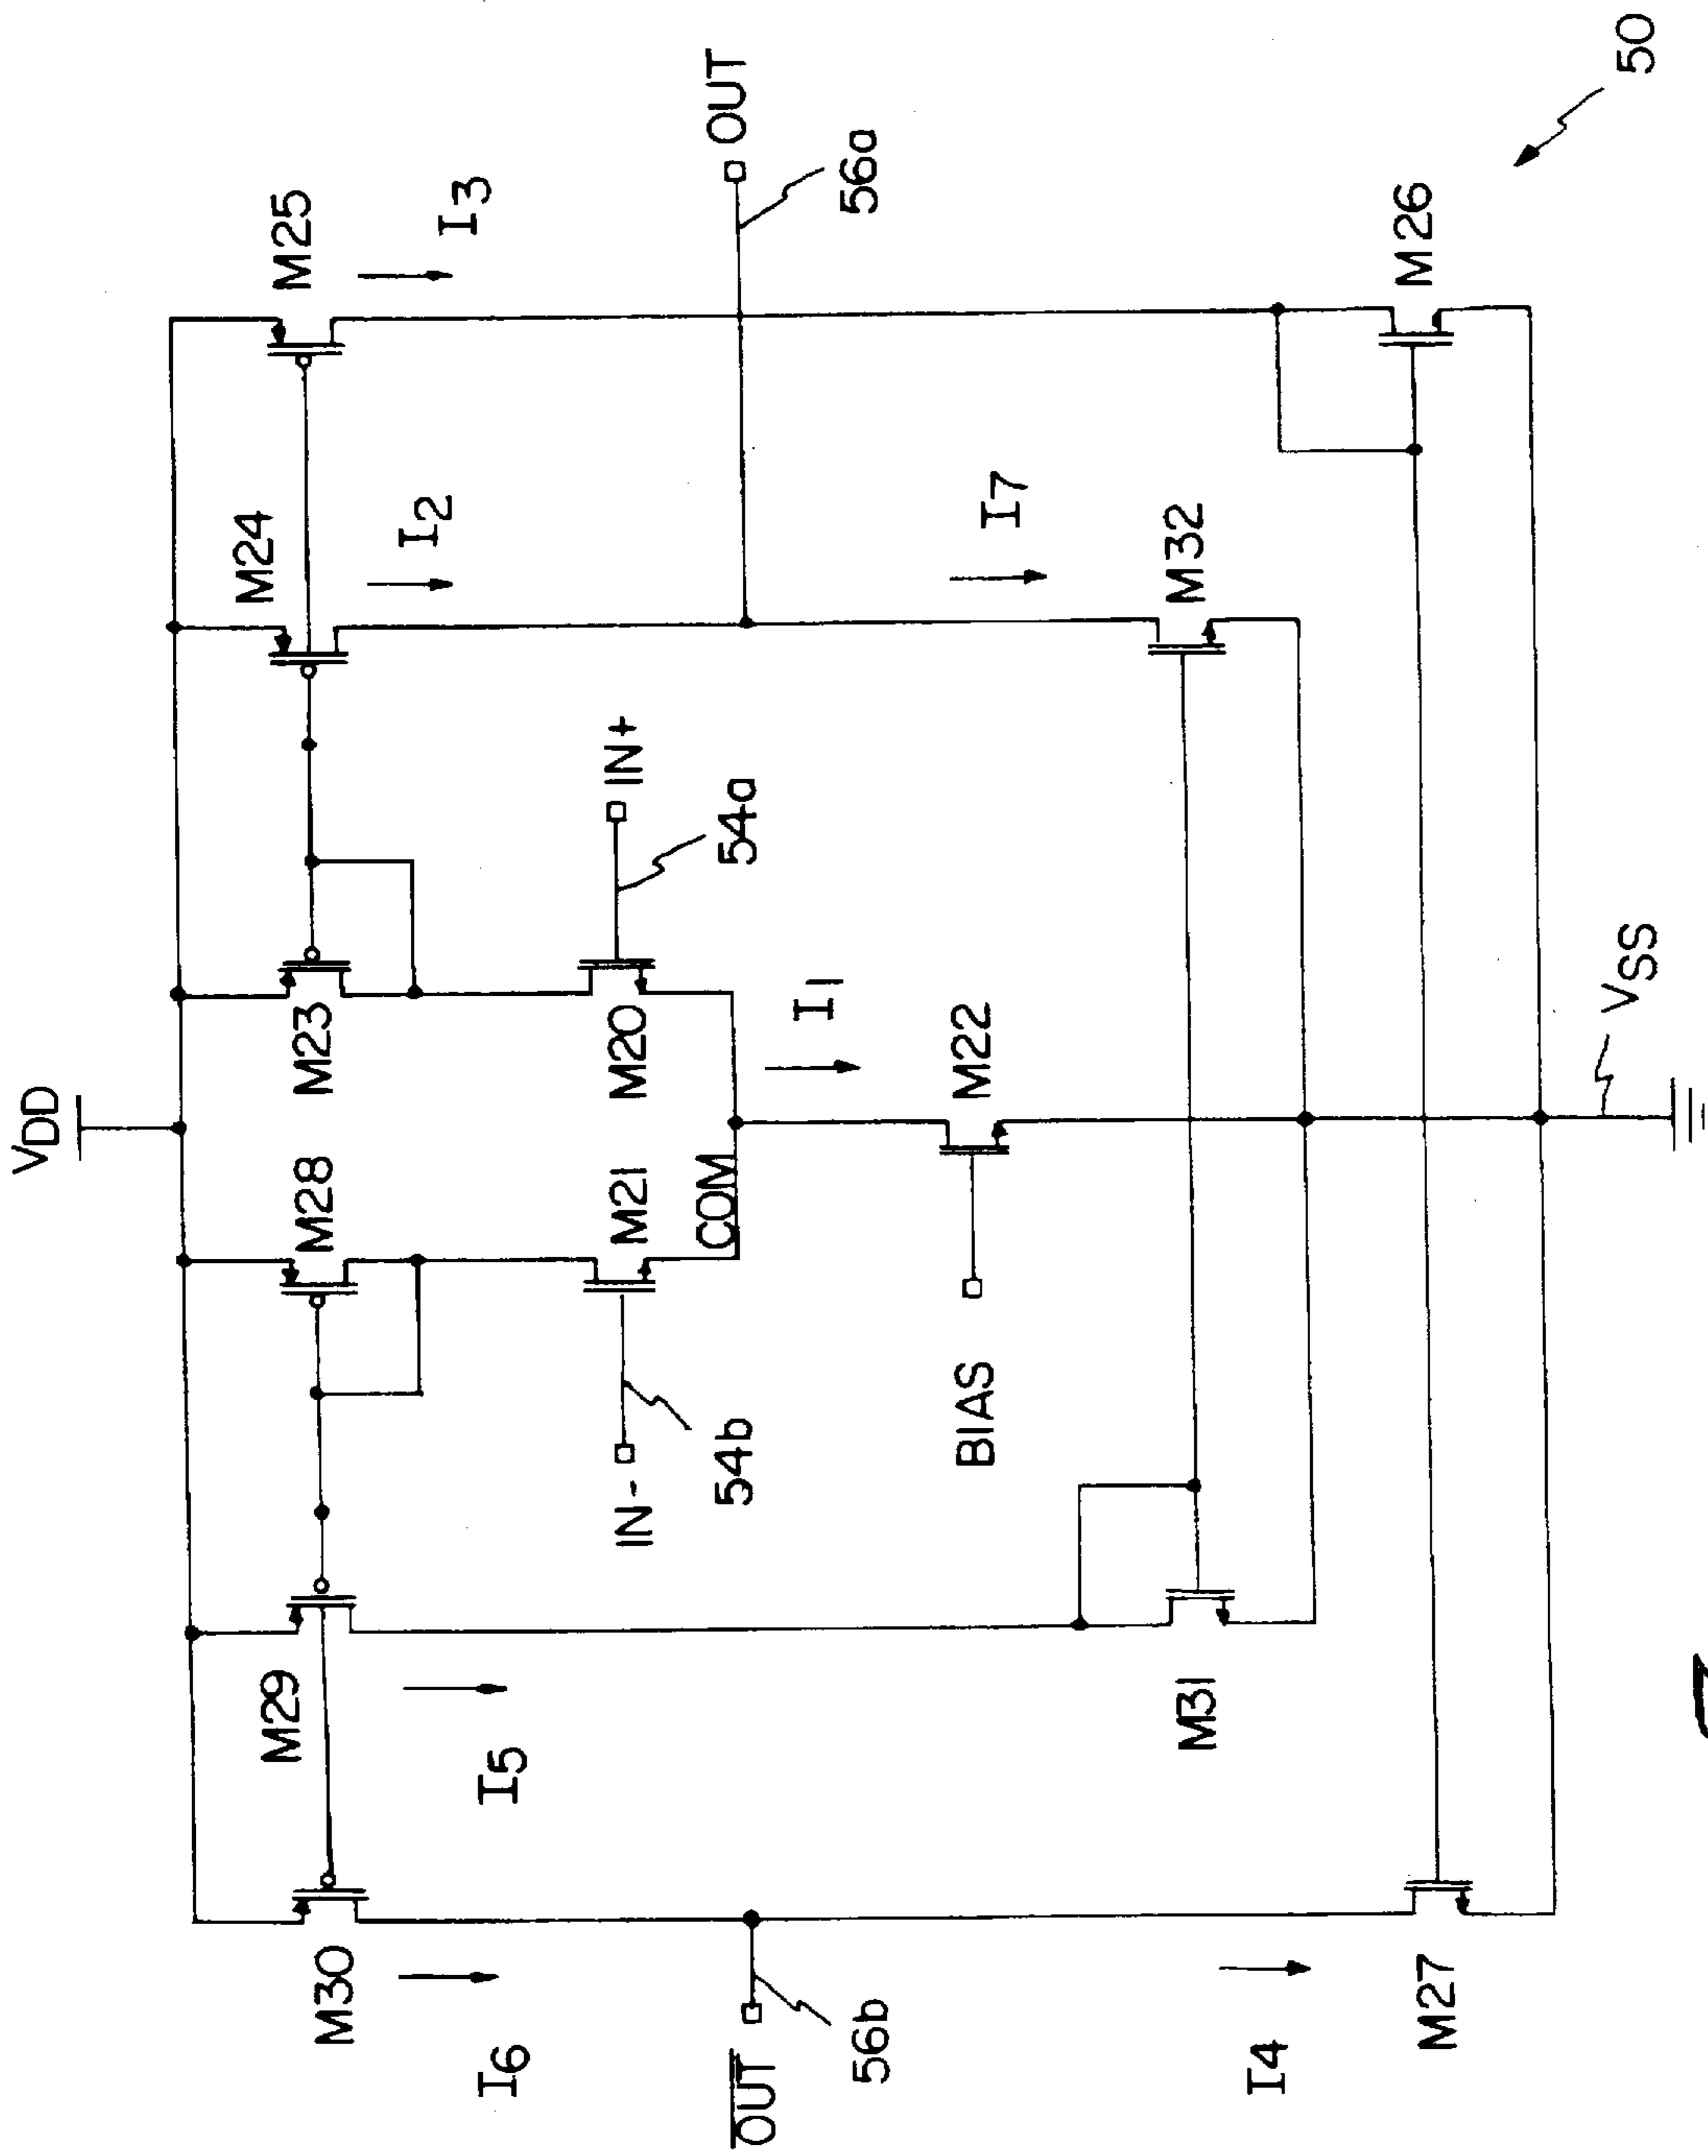 VDD
M30 M29 M28 M23 M24 M25
I6 I5 I2 I3
IN- M21 M20 IN+
54b 54a
OUT COM OUT
56b I1 56a
BIAS M22 I7
M31 M32
I4
M27 M26
VSS
50